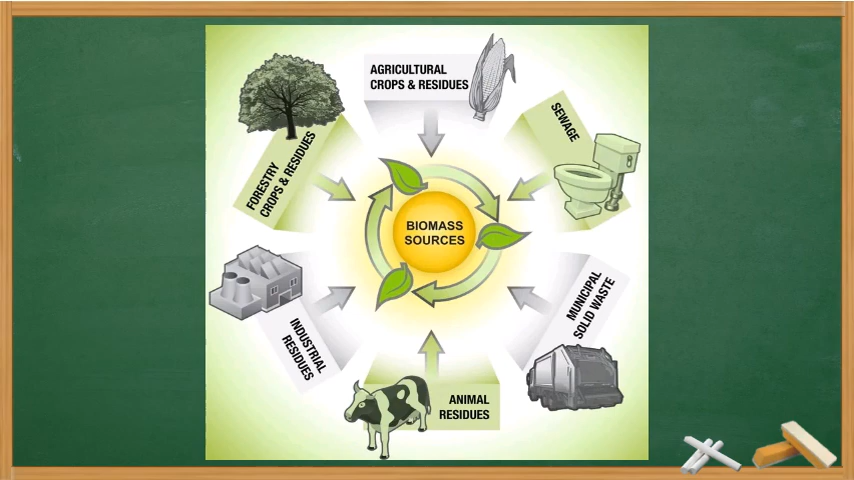 AGRICULTURAL
CROPS & RESIDUES
SEWAGE
FORESTRY
CROPS & RESIDUES
BIOMASS
SOURCES
MUNICIPAL
SOLID WASTE
INDUSTRIAL
RESIDUES
ANIMAL
RESIDUES